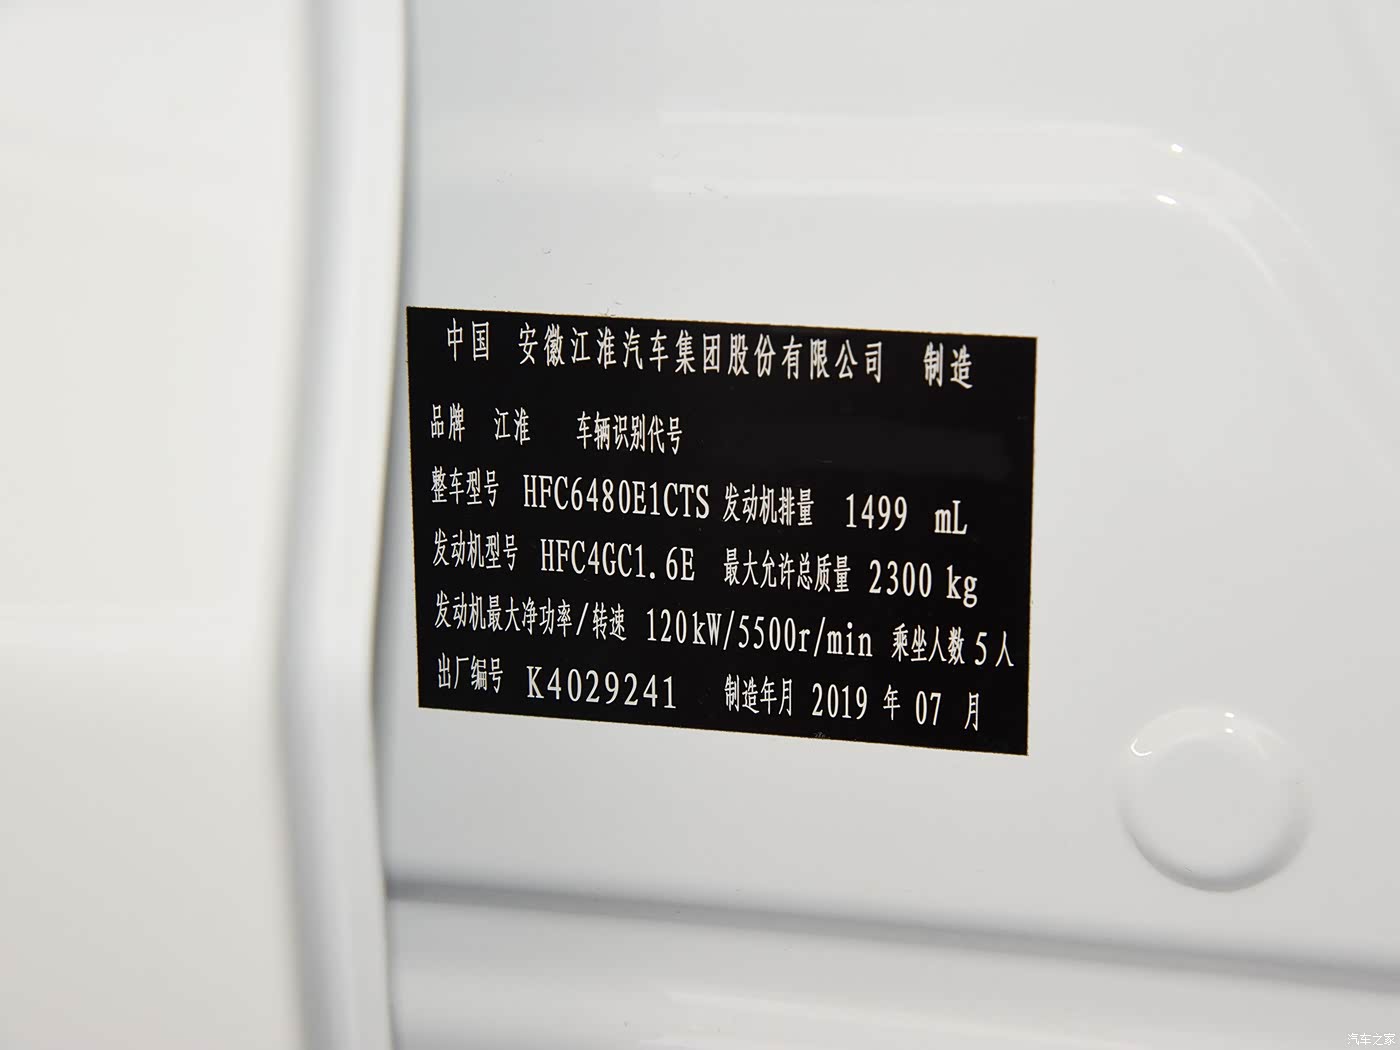 中国 安徽江淮汽车集团股份有限公司 制造
品牌 江淮 车辆识别代号
整车型号 HFC6480E1CTS 发动机排量 1499 mL
发动机型号 HFC4GC1.6E 最大允许总质量 2300 kg
发动机最大净功率/转速 120kW/5500r/min 乘坐人数 5 人
出厂编号 K4029241 制造年月 2019 年 07 月
汽车之家